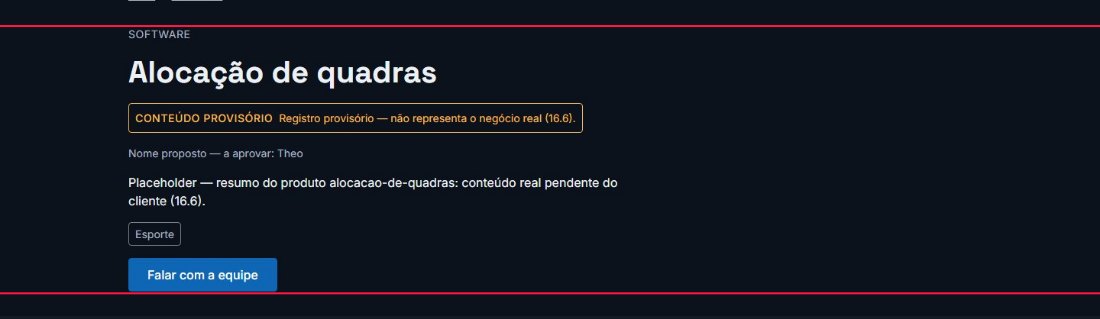 SOFTWARE
Alocação de quadras
CONTEÚDO PROVISÓRIO Registro provisório — não representa o negócio real (16.6).
Nome proposto — a aprovar: Theo
Placeholder — resumo do produto alocacao-de-quadras: conteúdo real pendente do
cliente (16.6).
Esporte
Falar com a equipe